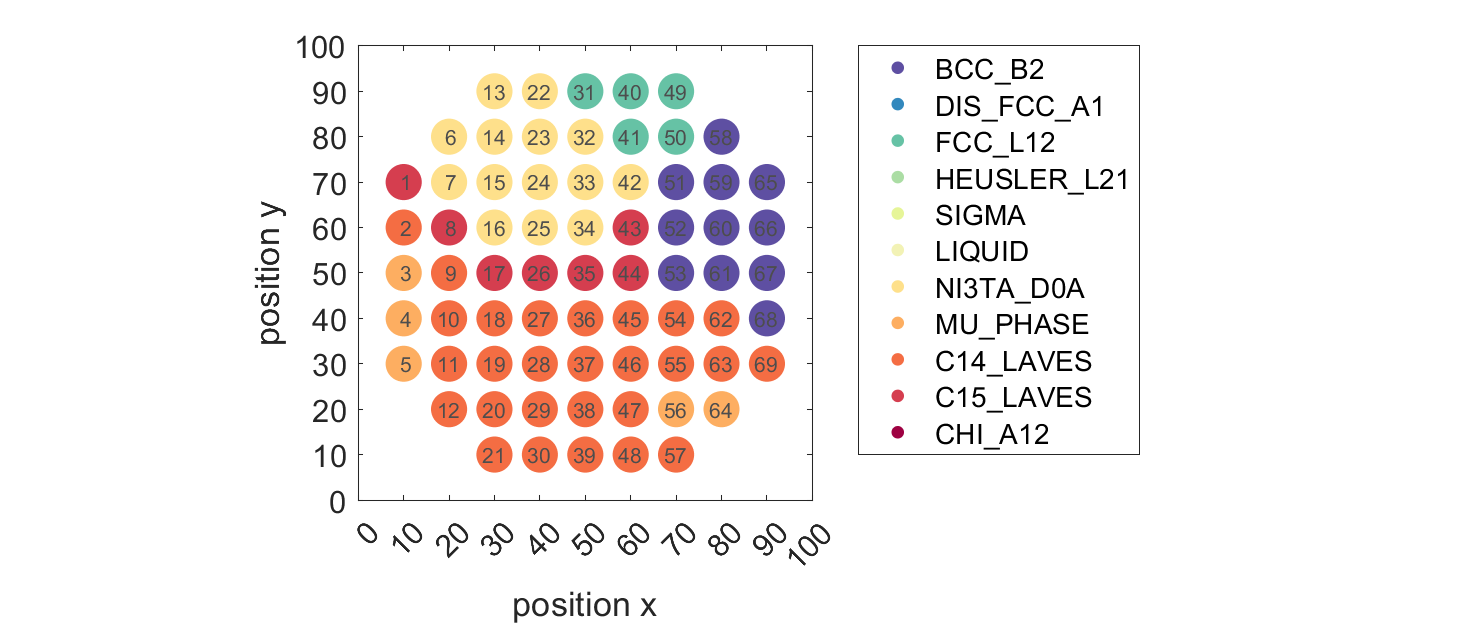 100
90
80
70
60
50
40
30
20
10
0
13 22 31 40 49
6 14 23 32 41 50 58
1 7 15 24 33 42 51 59 65
2 8 16 25 34 43 52 60 66
3 9 17 26 35 44 53 61 67
4 10 18 27 36 45 54 62 68
5 11 19 28 37 46 55 63 69
12 20 29 38 47 56 64
21 30 39 48 57
0 10 20 30 40 50 60 70 80 90 100
position x
position y
BCC_B2
DIS_FCC_A1
FCC_L12
HEUSLER_L21
SIGMA
LIQUID
NI3TA_D0A
MU_PHASE
C14_LAVES
C15_LAVES
CHI_A12